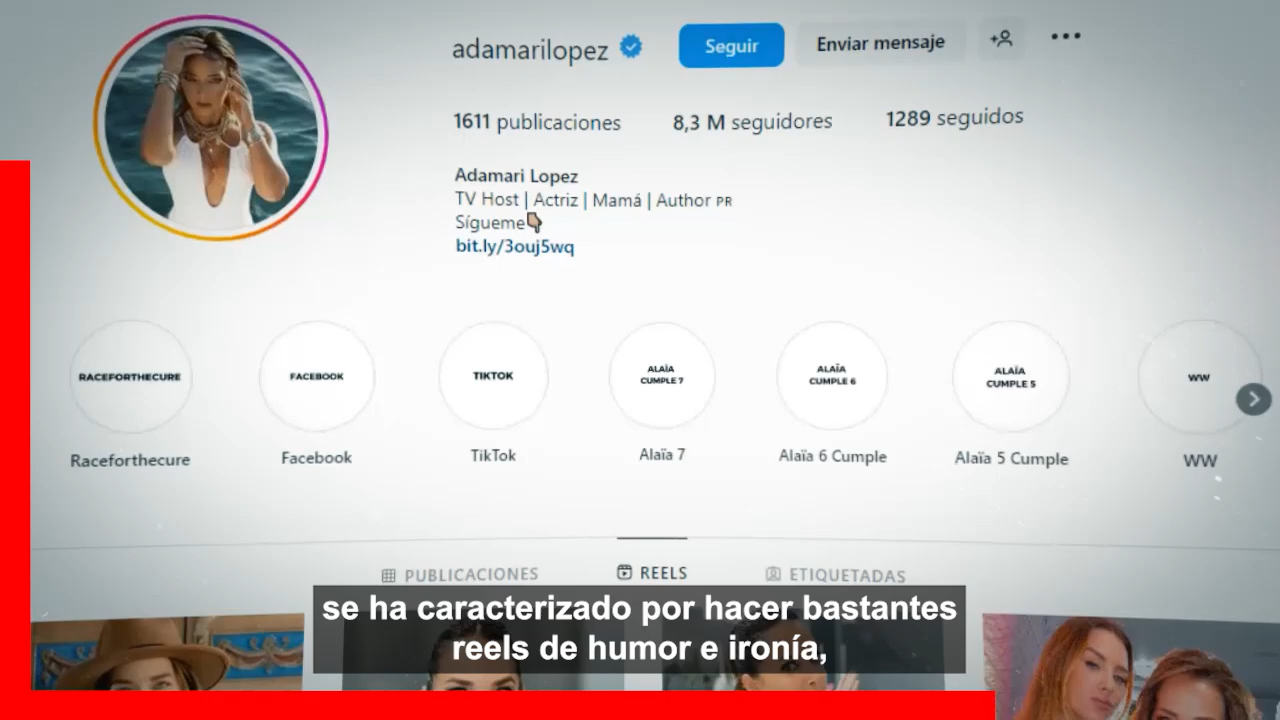 adamarilopez
Seguir
Enviar mensaje
1611 publicaciones
8,3 M seguidores
1289 seguidos
Adamari Lopez
TV Host | Actriz | Mamá | Author PR
Sígueme
bit.ly/3ouj5wq
RACEFORTHECURE
FACEBOOK
TIKTOK
ALAÏA
CUMPLE 7
ALAÏA
CUMPLE 6
ALAÏA
CUMPLE 5
WW
Raceforthecure
Facebook
TikTok
Alaïa 7
Alaïa 6 Cumple
Alaïa 5 Cumple
WW
PUBLICACIONES
REELS
ETIQUETADAS
se ha caracterizado por hacer bastantes
reels de humor e ironía,